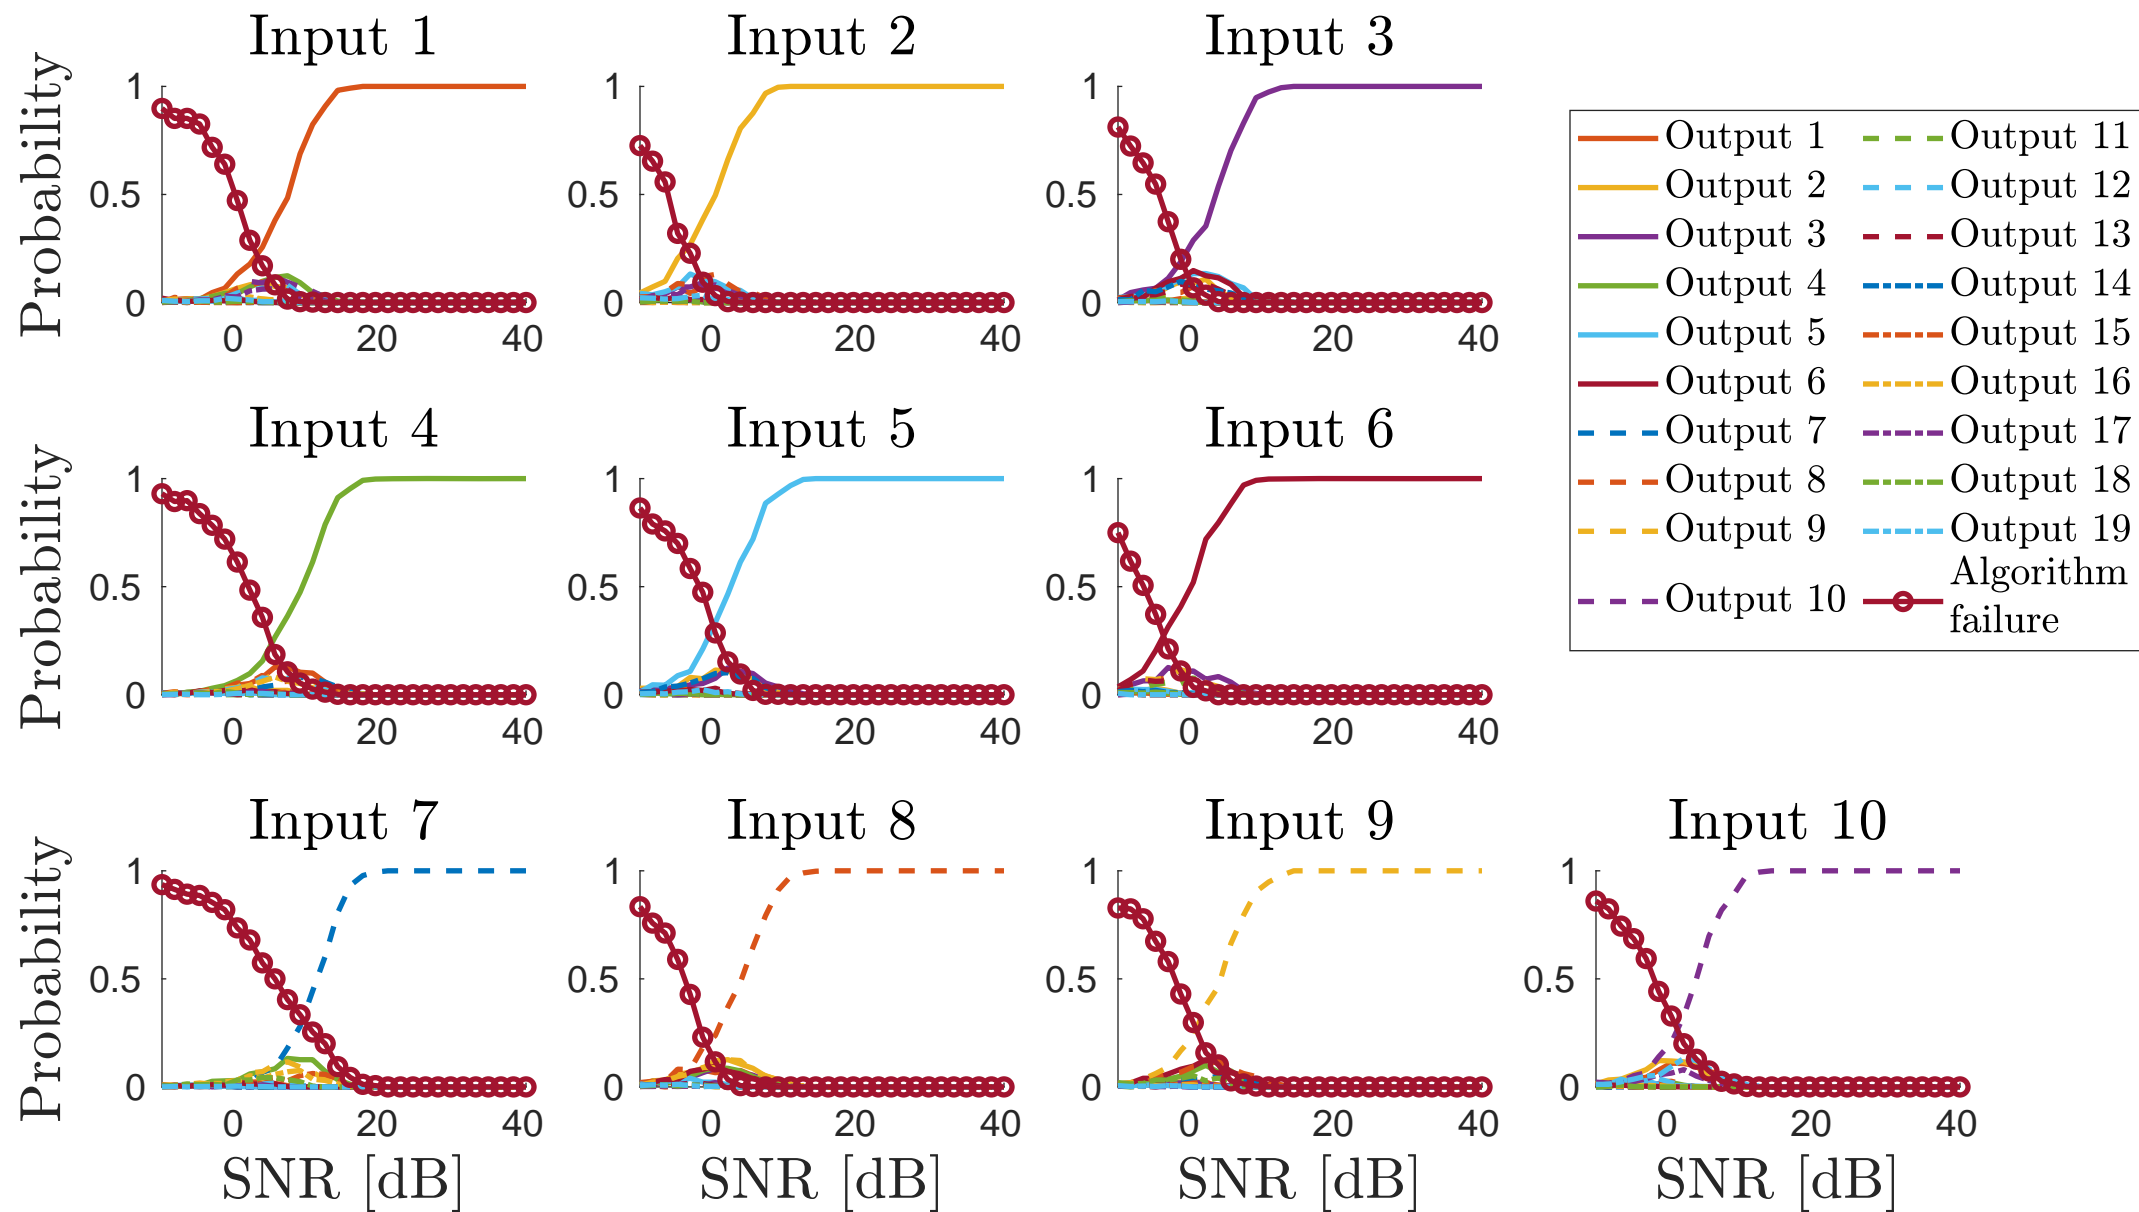 Input 1
Input 2
Input 3
Probability
1
0.5
0
0
20
40
1
0.5
0
0
20
40
1
0.5
0
0
20
40
Output 1
Output 2
Output 3
Output 4
Output 5
Output 6
Output 7
Output 8
Output 9
Output 10
Output 11
Output 12
Output 13
Output 14
Output 15
Output 16
Output 17
Output 18
Output 19
Algorithm
failure
Input 4
Input 5
Input 6
Probability
1
0.5
0
0
20
40
1
0.5
0
0
20
40
1
0.5
0
0
20
40
Input 7
Input 8
Input 9
Input 10
Probability
1
0.5
0
0
20
40
SNR [dB]
1
0.5
0
0
20
40
SNR [dB]
1
0.5
0
0
20
40
SNR [dB]
1
0.5
0
0
20
40
SNR [dB]